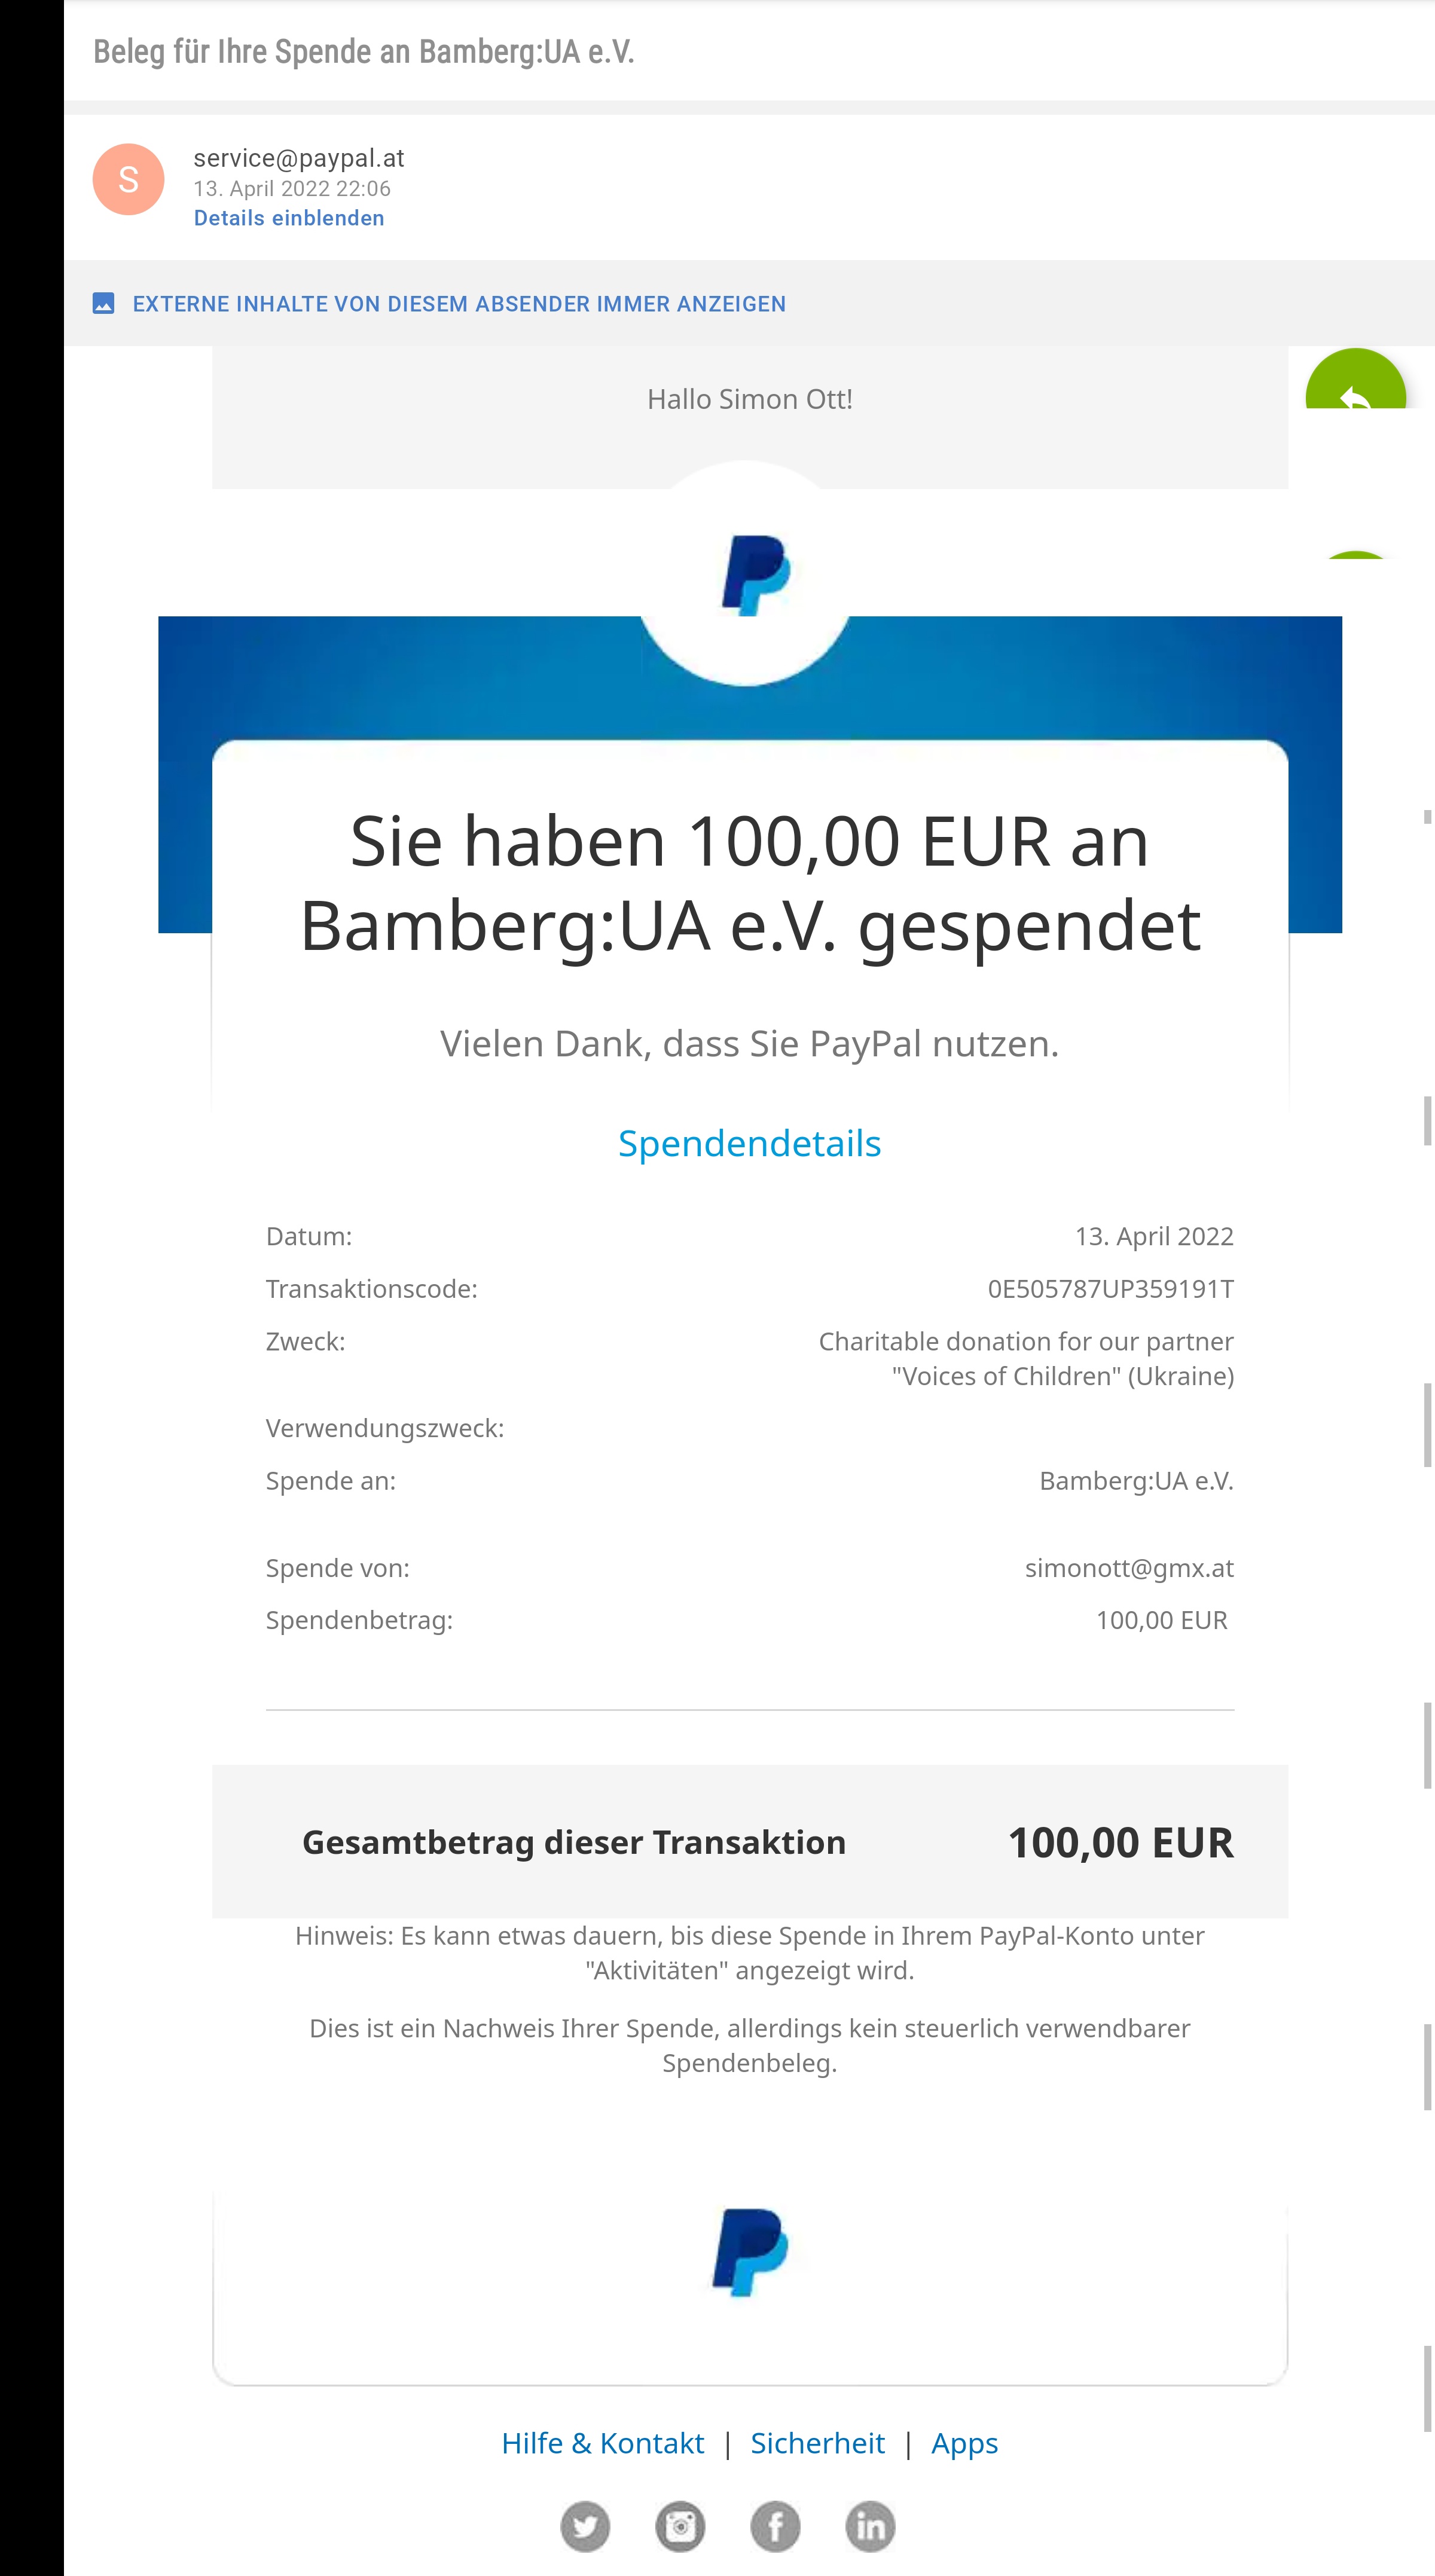 Beleg für Ihre Spende an Bamberg:UA e.V.
S
service@paypal.at
13. April 2022 22:06
Details einblenden
EXTERNE INHALTE VON DIESEM ABSENDER IMMER ANZEIGEN
Hallo Simon Ott!
Sie haben 100,00 EUR an
Bamberg:UA e.V. gespendet
Vielen Dank, dass Sie PayPal nutzen.
Spendendetails
Datum: 13. April 2022
Transaktionscode: 0E505787UP359191T
Zweck: Charitable donation for our partner
"Voices of Children" (Ukraine)
Verwendungszweck:
Spende an: Bamberg:UA e.V.
Spende von: simonott@gmx.at
Spendenbetrag: 100,00 EUR
Gesamtbetrag dieser Transaktion 100,00 EUR
Hinweis: Es kann etwas dauern, bis diese Spende in Ihrem PayPal-Konto unter
"Aktivitäten" angezeigt wird.
Dies ist ein Nachweis Ihrer Spende, allerdings kein steuerlich verwendbarer
Spendenbeleg.
Hilfe & Kontakt | Sicherheit | Apps